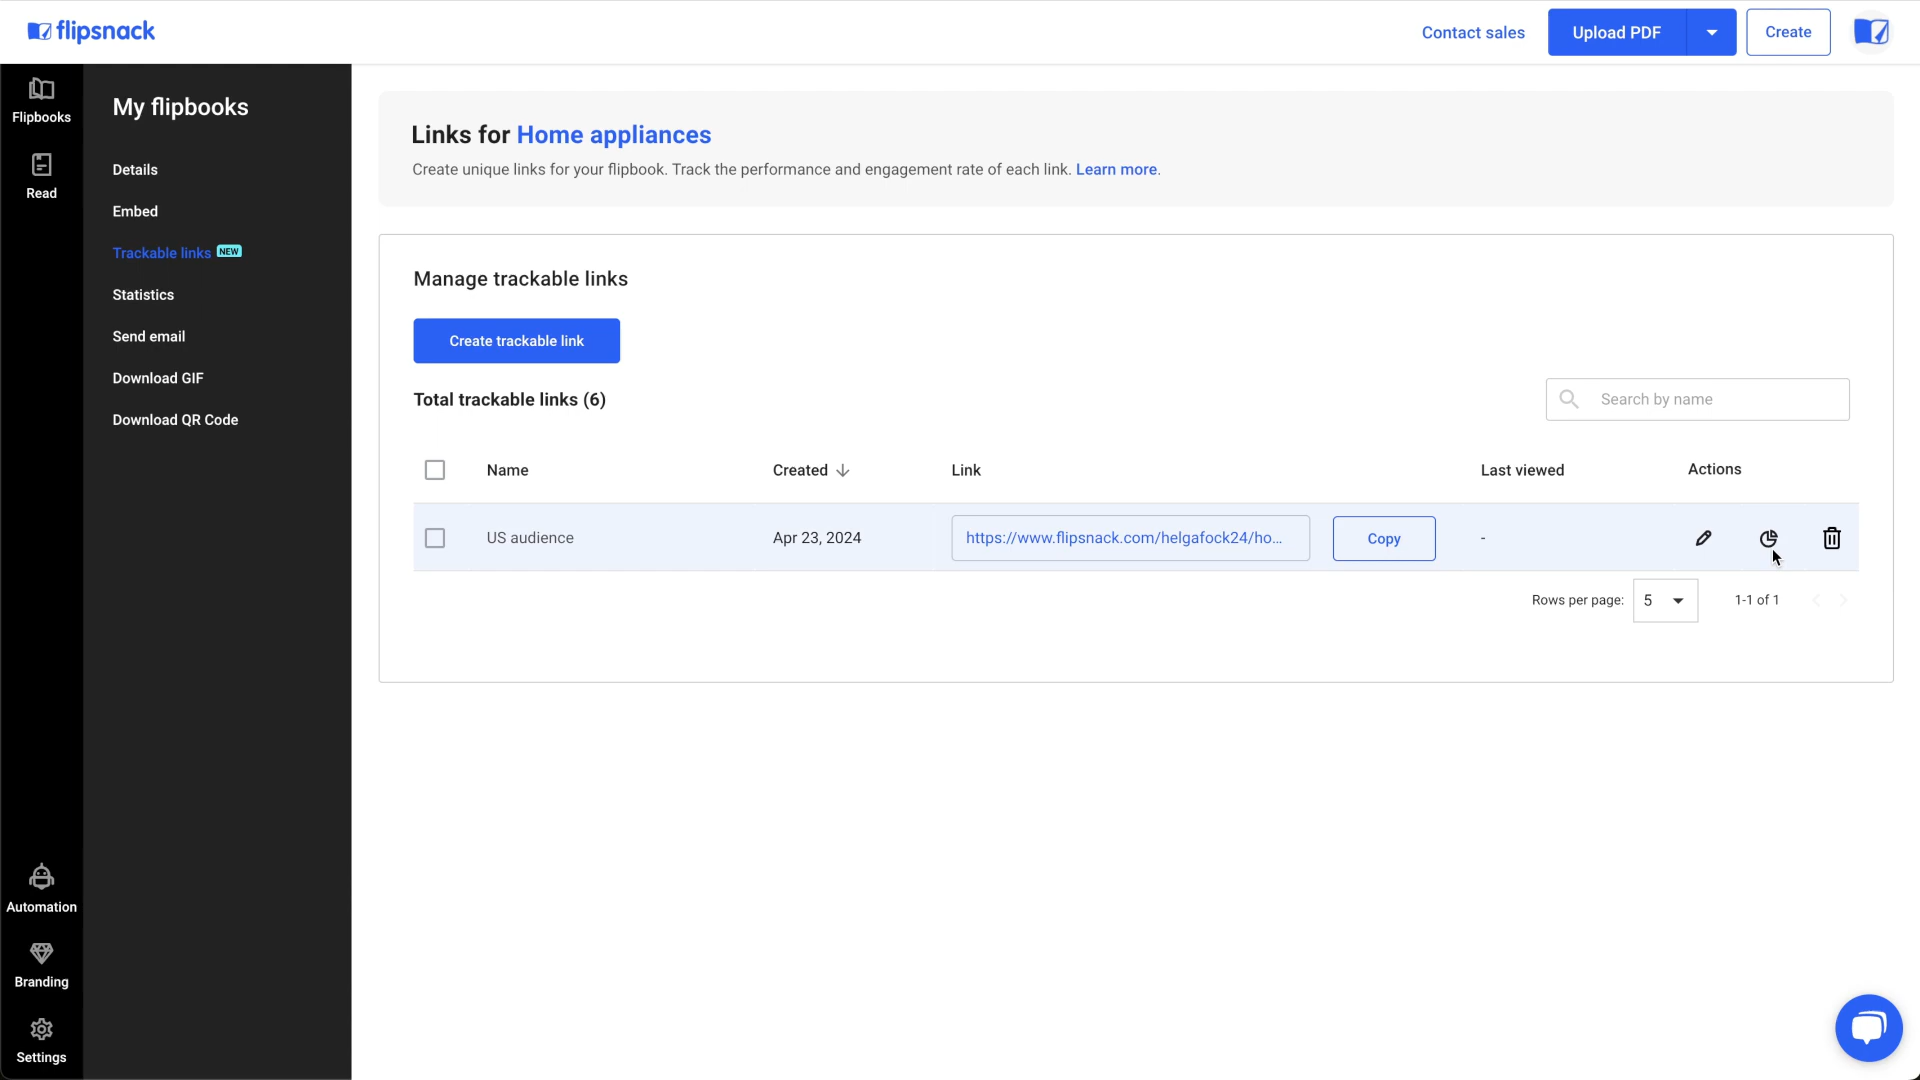 flipsnack
Contact sales
Upload PDF
Create
Flipbooks
Read
Automation
Branding
Settings
My flipbooks
Details
Embed
Trackable links NEW
Statistics
Send email
Download GIF
Download QR Code
Links for Home appliances
Create unique links for your flipbook. Track the performance and engagement rate of each link. Learn more.
Manage trackable links
Create trackable link
Total trackable links (6)
Search by name
Name Created Link Last viewed Actions
US audience Apr 23, 2024 https://www.flipsnack.com/helgafock24/ho... Copy -
Rows per page: 5 1-1 of 1